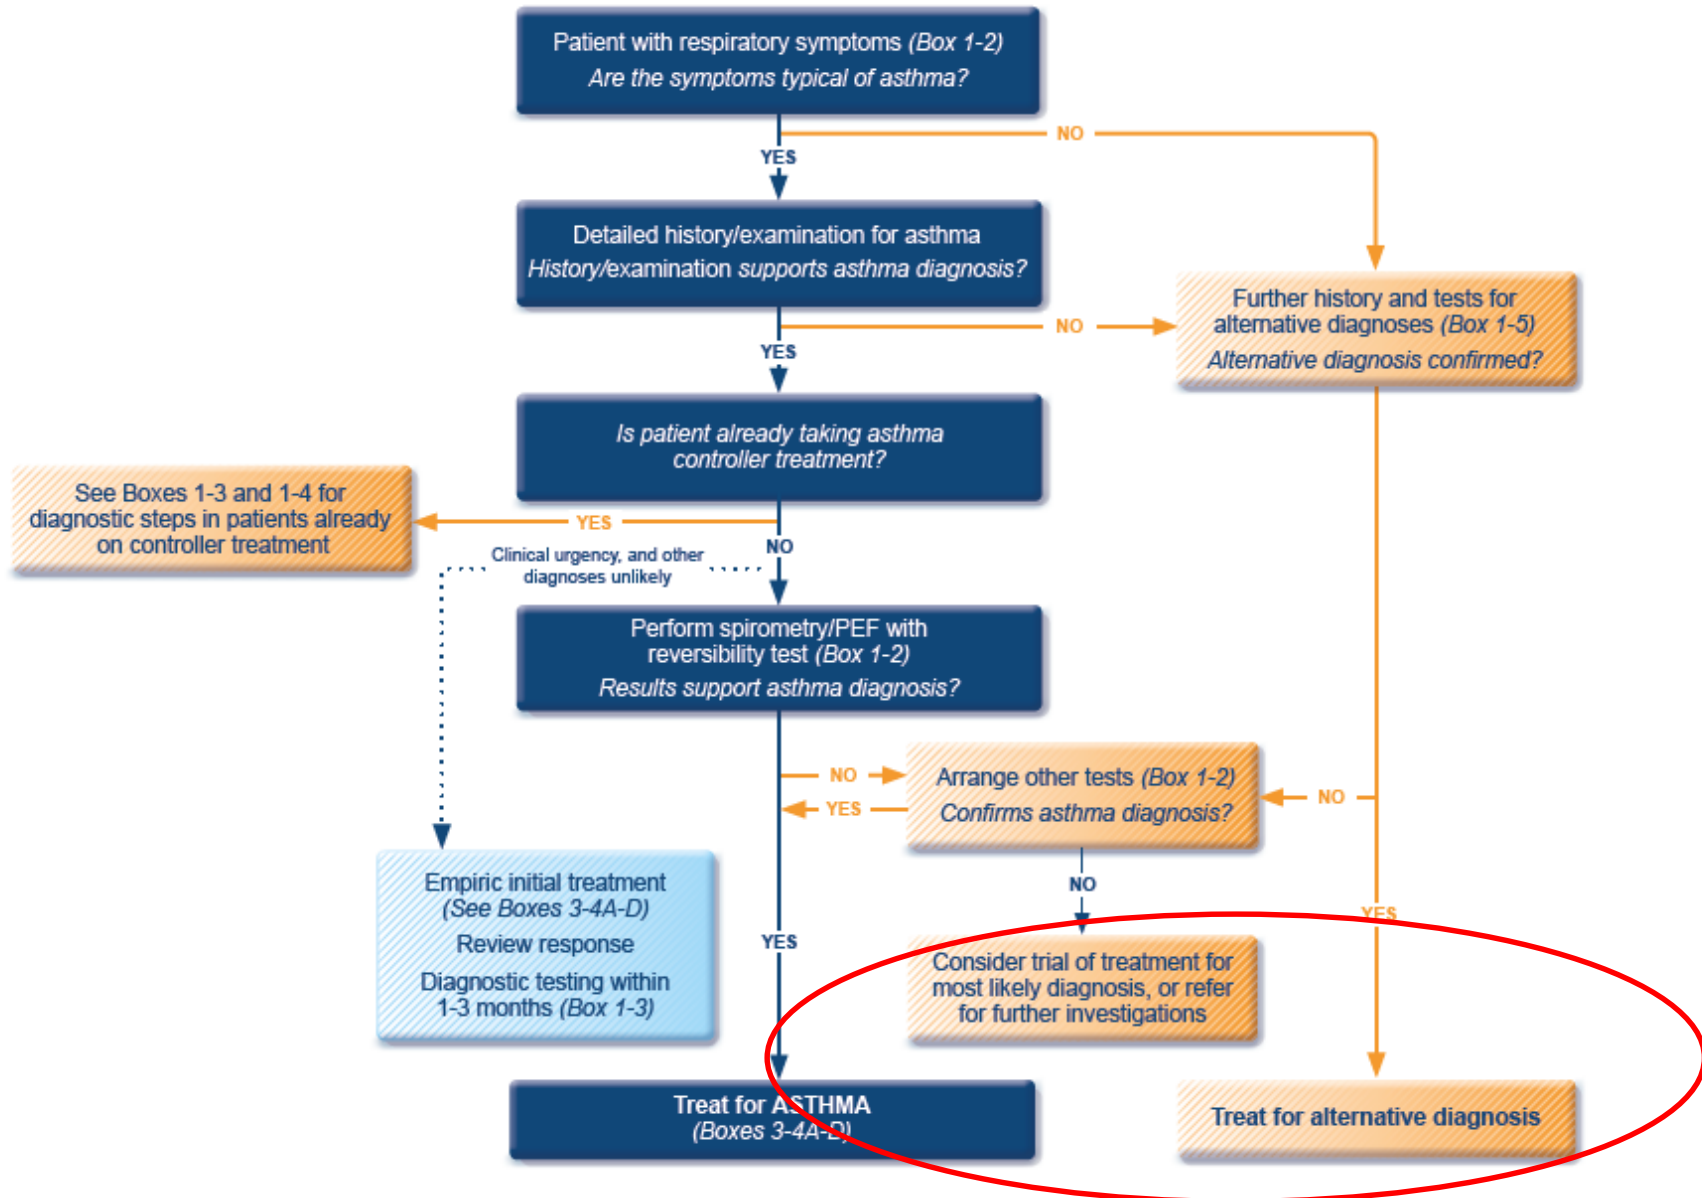 Patient with respiratory symptoms (Box 1-2)
Are the symptoms typical of asthma?
NO
YES
Detailed history/examination for asthma
History/examination supports asthma diagnosis?
Further history and tests for
alternative diagnoses (Box 1-5)
Alternative diagnosis confirmed?
NO
YES
Is patient already taking asthma
controller treatment?
See Boxes 1-3 and 1-4 for
diagnostic steps in patients already
on controller treatment
YES
NO
Clinical urgency, and other
diagnoses unlikely
Perform spirometry/PEF with
reversibility test (Box 1-2)
Results support asthma diagnosis?
NO
YES
Arrange other tests (Box 1-2)
Confirms asthma diagnosis?
NO
Empiric initial treatment
(See Boxes 3-4A-D)
Review response
Diagnostic testing within
1-3 months (Box 1-3)
YES
NO
YES
Consider trial of treatment for
most likely diagnosis, or refer
for further investigations
Treat for ASTHMA
(Boxes 3-4A-D)
Treat for alternative diagnosis